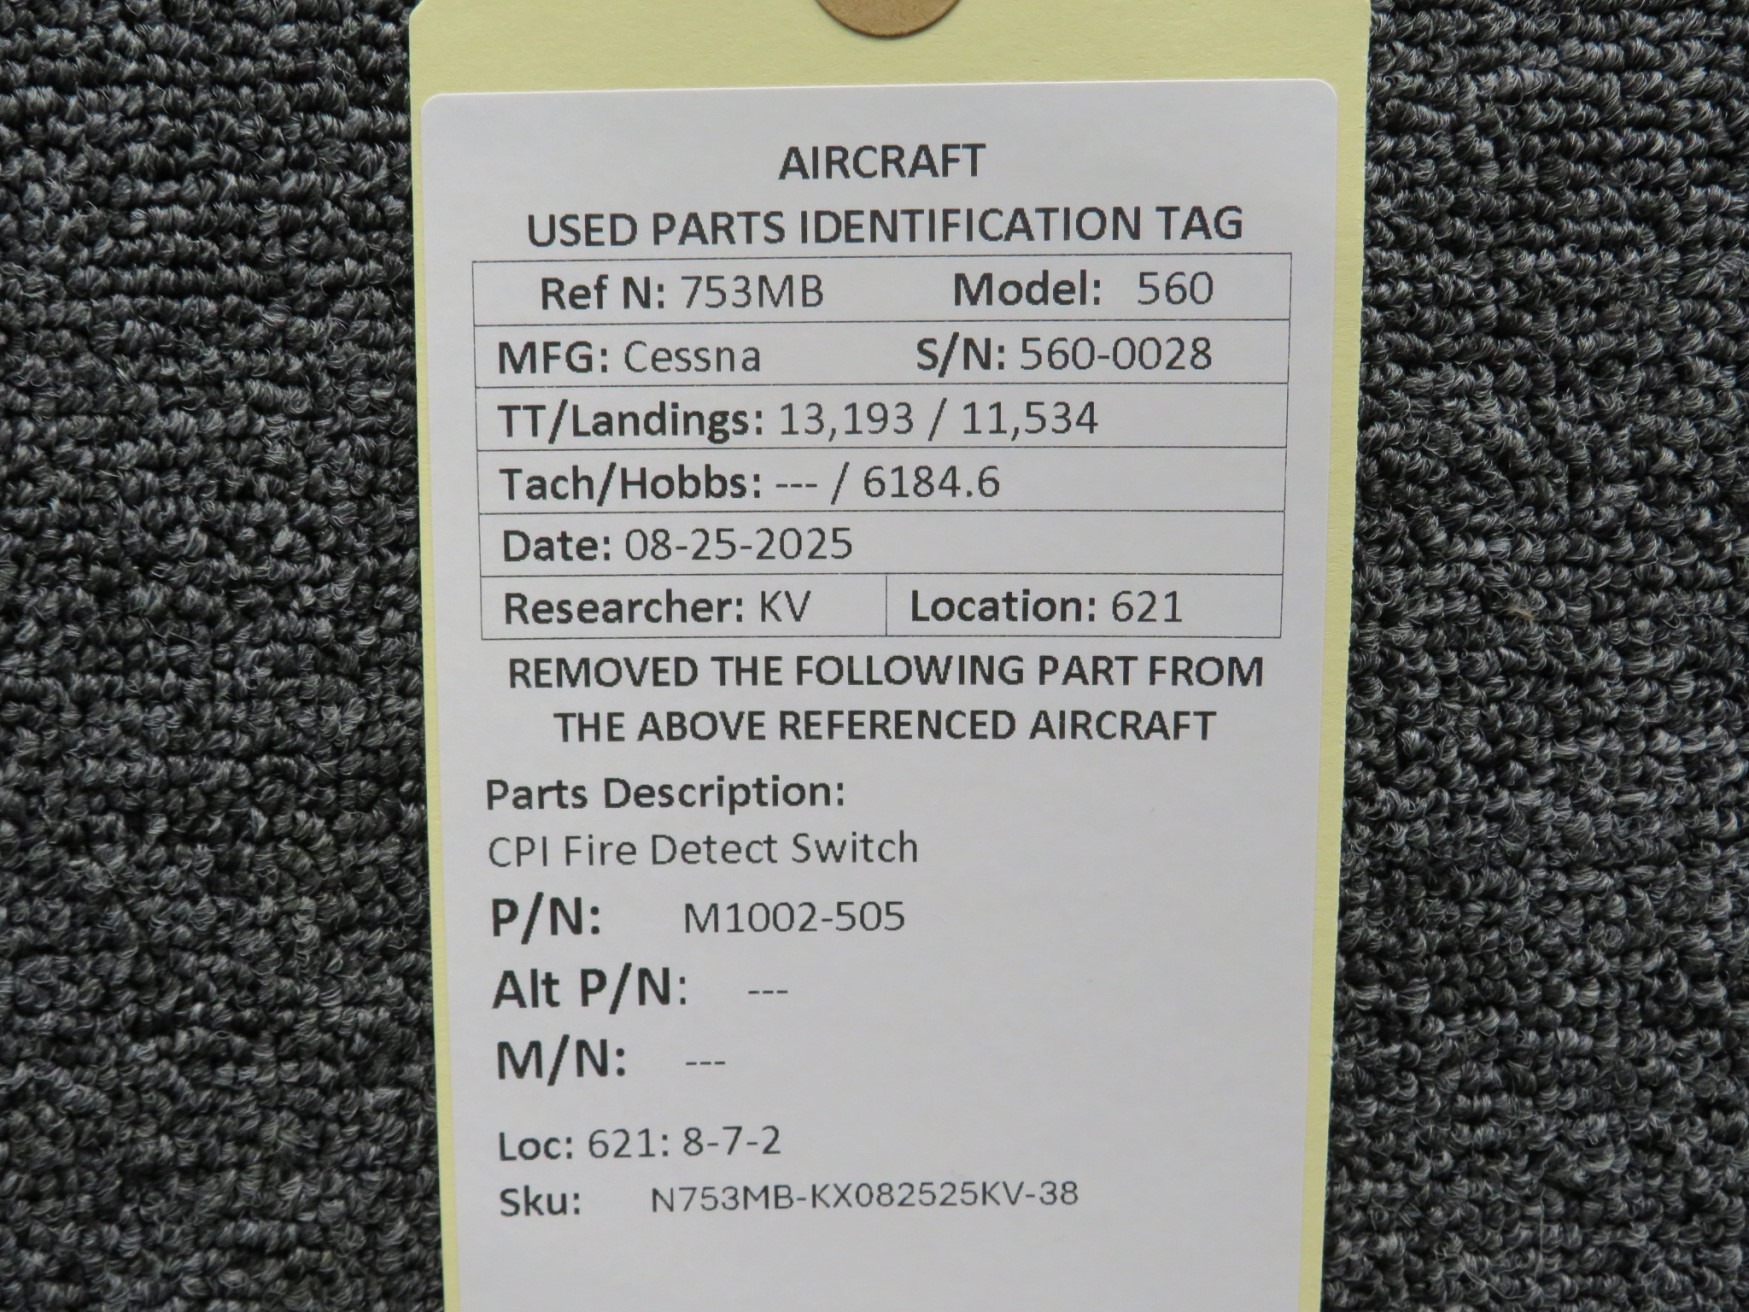 AIRCRAFT
USED PARTS IDENTIFICATION TAG
Ref N: 753MB Model: 560
MFG: Cessna S/N: 560-0028
TT/Landings: 13,193 / 11,534
Tach/Hobbs: --- / 6184.6
Date: 08-25-2025
Researcher: KV Location: 621
REMOVED THE FOLLOWING PART FROM
THE ABOVE REFERENCED AIRCRAFT
Parts Description:
CPI Fire Detect Switch
P/N: M1002-505
Alt P/N: ---
M/N: ---
Loc: 621: 8-7-2
Sku: N753MB-KX082525KV-38